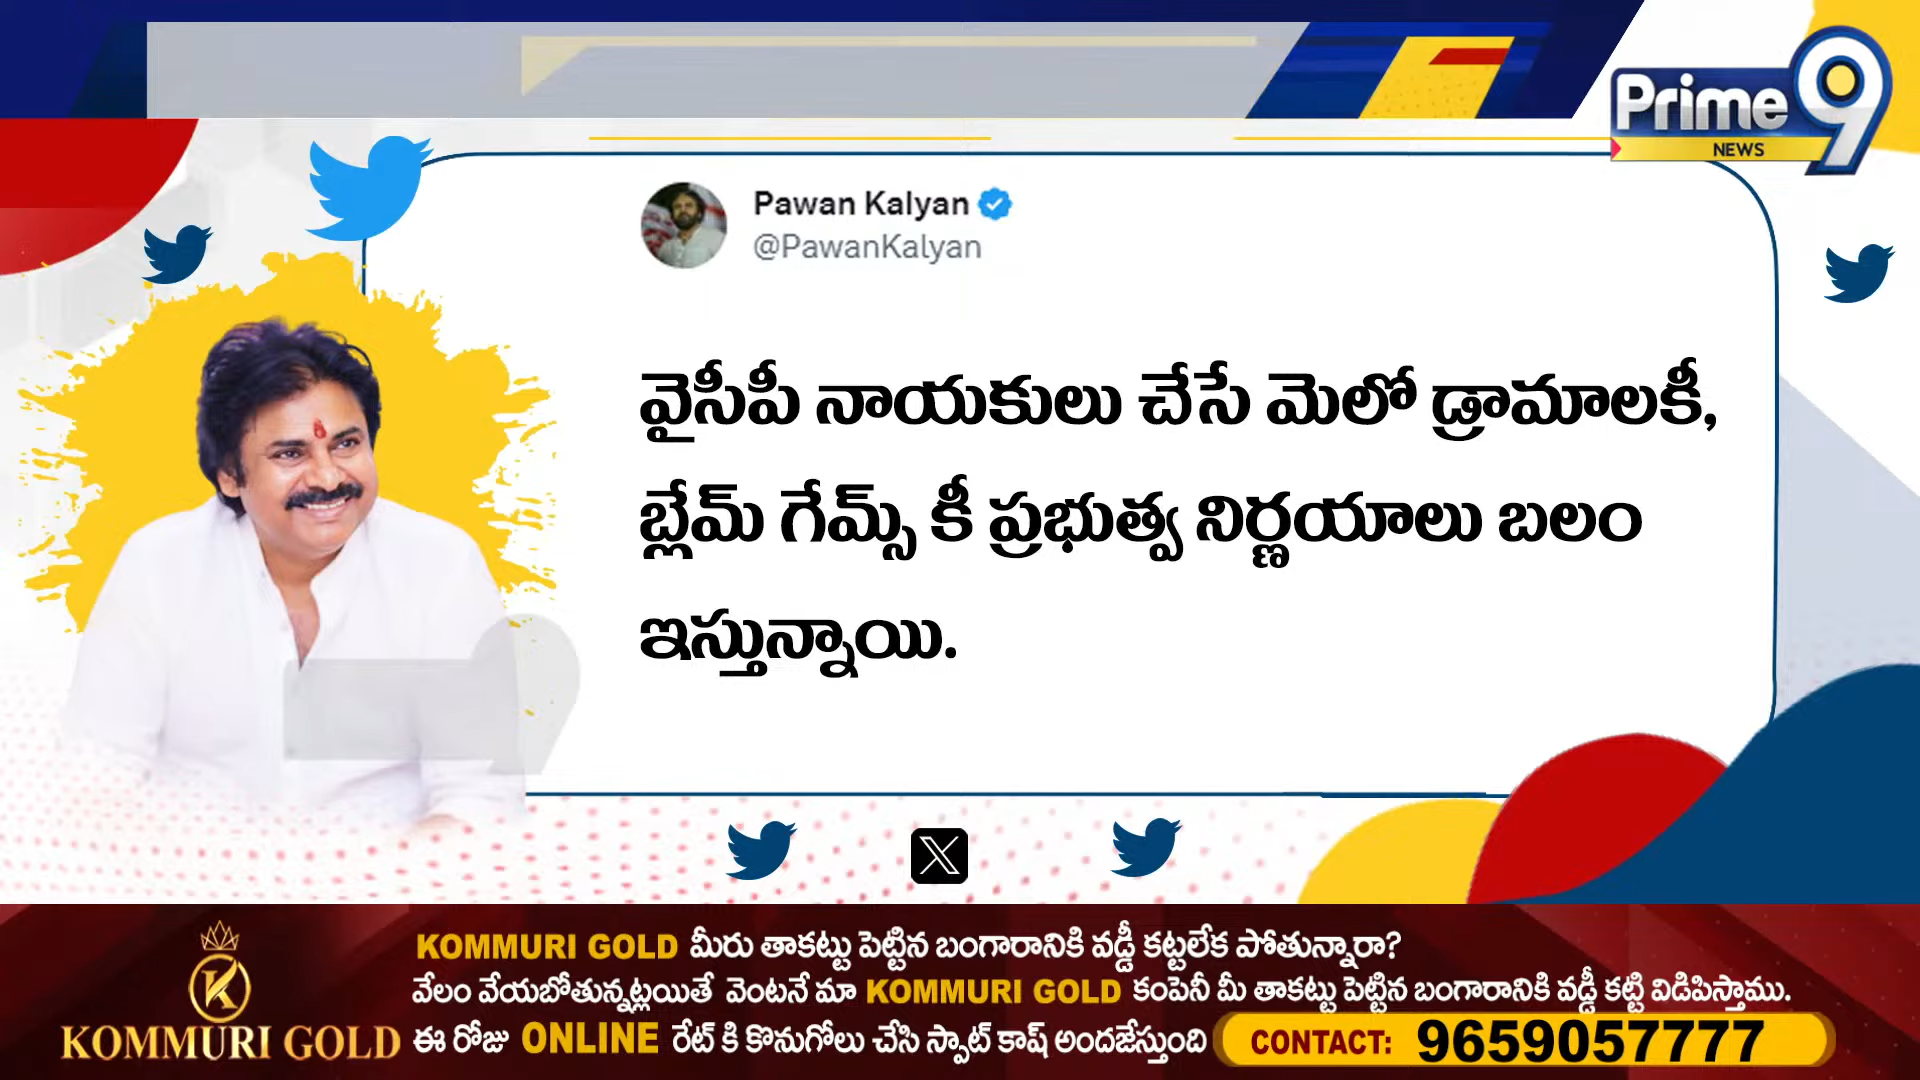 Prime9
NEWS
Pawan Kalyan
@PawanKalyan
వైసీపీ నాయకులు చేసే మెలో డ్రామాలకీ,
బ్లేమ్ గేమ్స్ కీ ప్రభుత్వ నిర్ణయాలు బలం
ఇస్తున్నాయి.
KOMMURI GOLD మీరు తాకట్టు పెట్టిన బంగారానికి వడ్డీ కట్టలేక పోతున్నారా?
వేలం వేయబోతున్నట్లయితే వెంటనే మా KOMMURI GOLD కంపెనీ మీ తాకట్టు పెట్టిన బంగారానికి వడ్డీ కట్టి విడిపిస్తాము.
KOMMURI GOLD
ఈ రోజు ONLINE రేట్ కి కొనుగోలు చేసి స్పాట్ కాష్ అందజేస్తుంది CONTACT: 9659057777